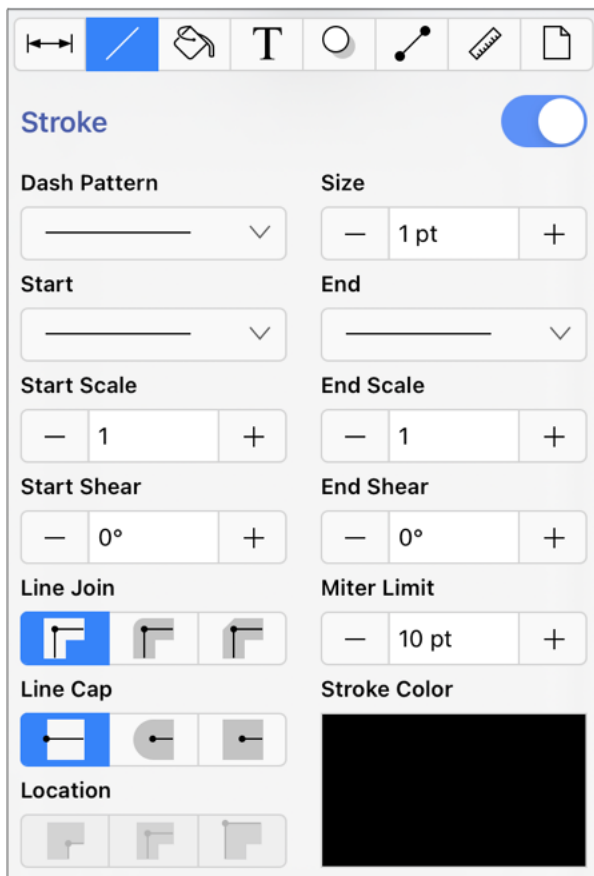 T
Stroke
Dash Pattern Size
1 pt
Start End
Start Scale End Scale
1 1
Start Shear End Shear
0° 0°
Line Join Miter Limit
10 pt
Line Cap Stroke Color
Location